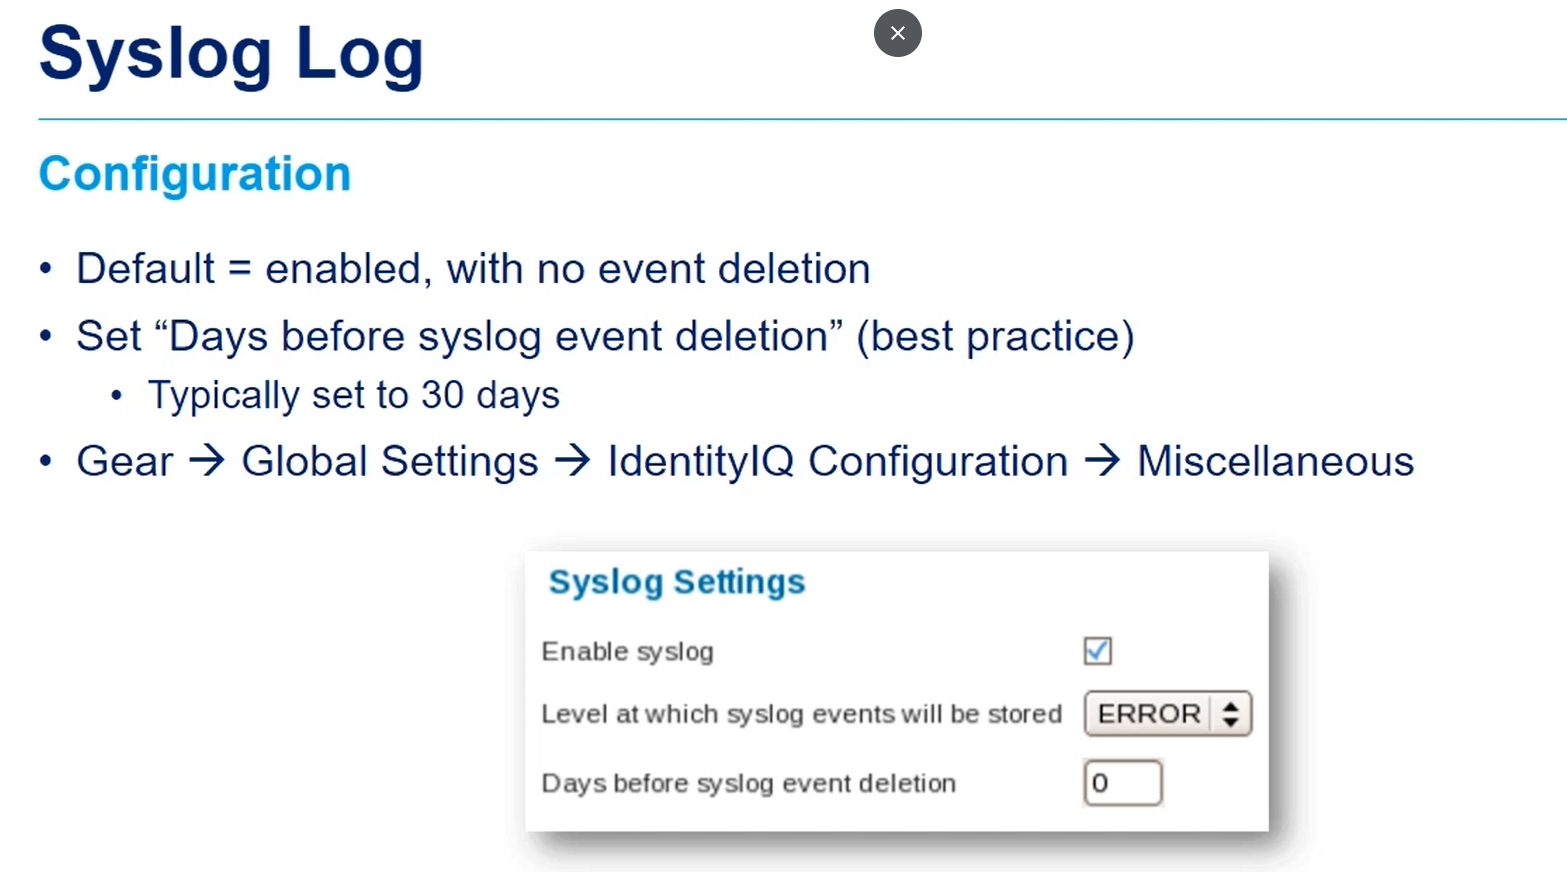 Syslog Log
Configuration
• Default = enabled, with no event deletion
• Set “Days before syslog event deletion” (best practice)
• Typically set to 30 days
• Gear → Global Settings → IdentityIQ Configuration → Miscellaneous
Syslog Settings
Enable syslog
Level at which syslog events will be stored ERROR
Days before syslog event deletion 0